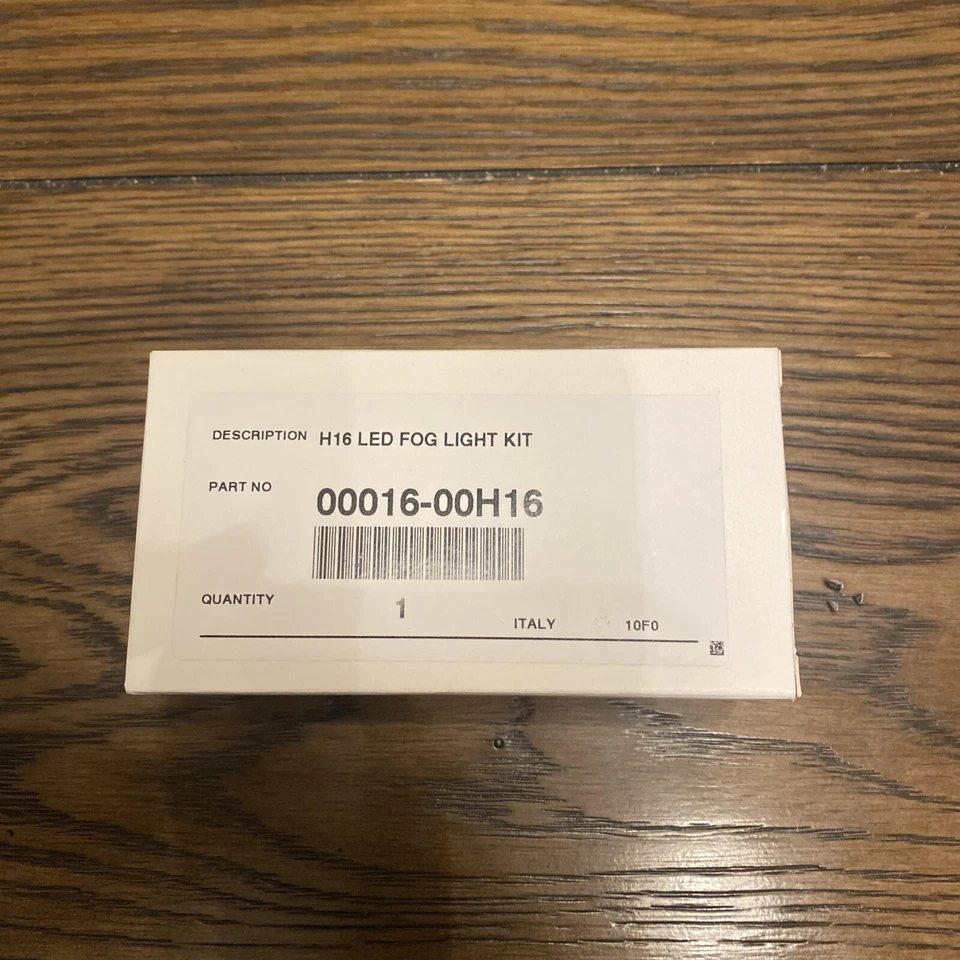 DESCRIPTION H16 LED FOG LIGHT KIT
PART NO 00016-00H16
QUANTITY 1
ITALY 10F0